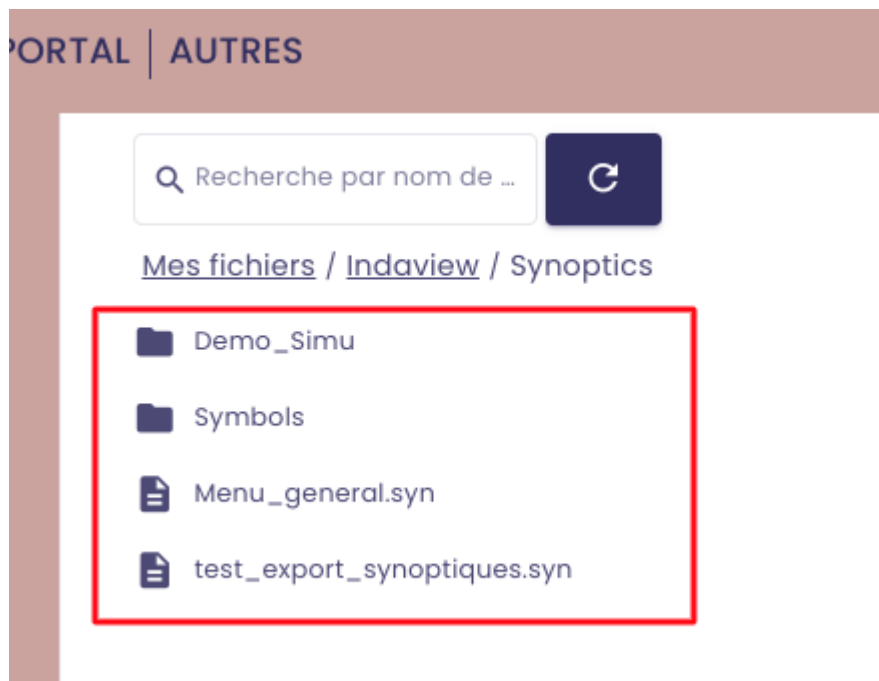 PORTAL | AUTRES
Recherche par nom de ...
Mes fichiers / Indaview / Synoptics
Demo_Simu
Symbols
Menu_general.syn
test_export_synoptiques.syn